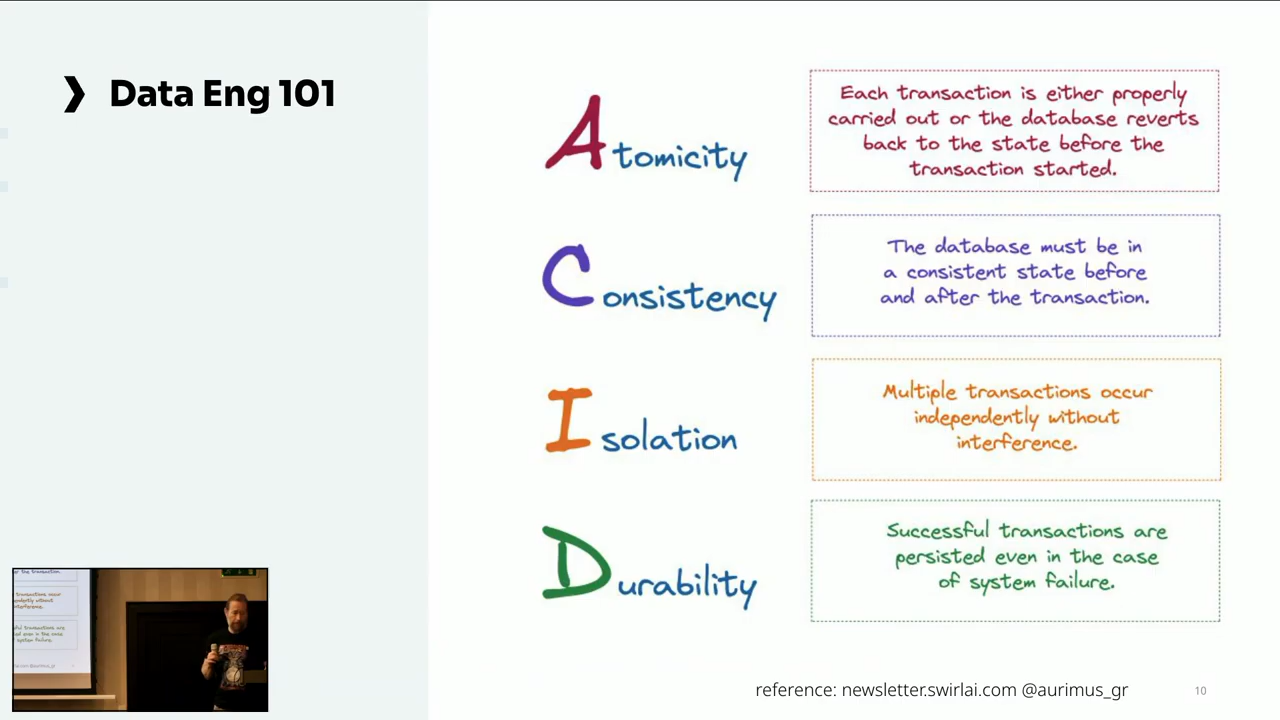 ❯ Data Eng 101
Atomicity
Each transaction is either properly
carried out or the database reverts
back to the state before the
transaction started.
Consistency
The database must be in
a consistent state before
and after the transaction.
Isolation
Multiple transactions occur
independently without
interference.
Durability
Successful transactions are
persisted even in the case
of system failure.
reference: newsletter.swirlai.com @aurimus_gr
10